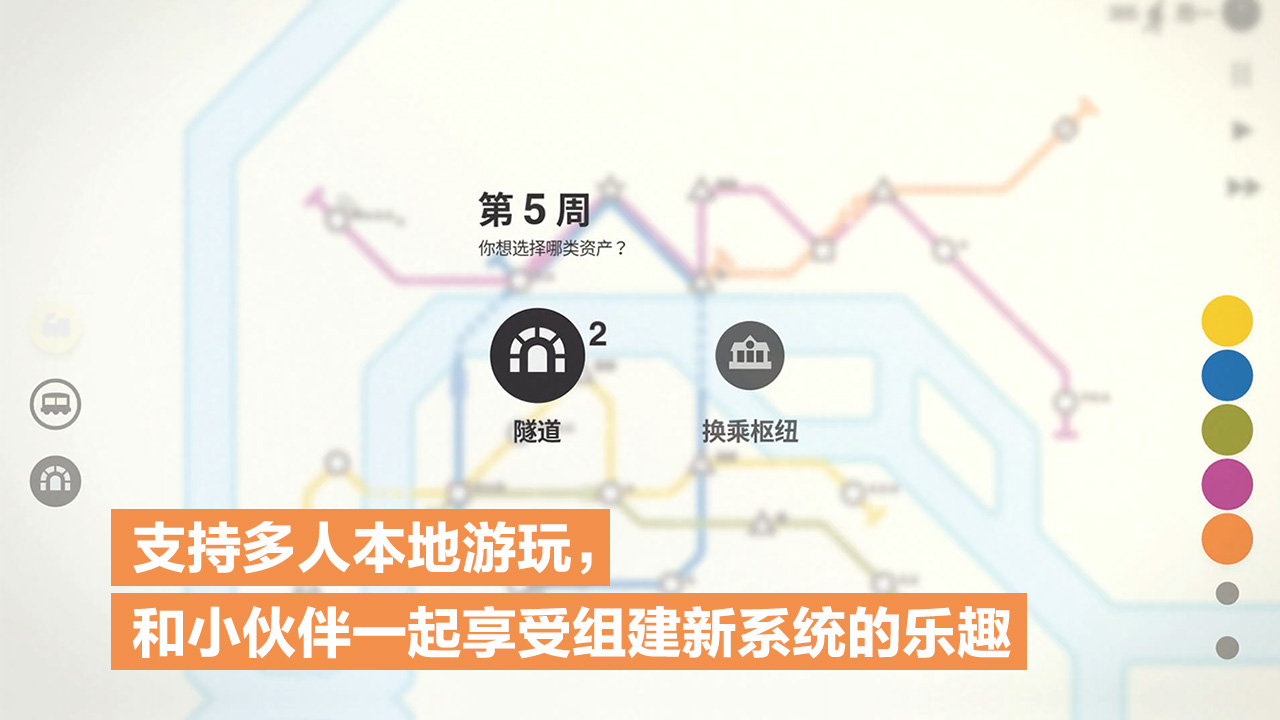 第 5 周
你想选择哪类资产？
2
隧道
换乘枢纽
支持多人本地游玩，
和小伙伴一起享受组建新系统的乐趣